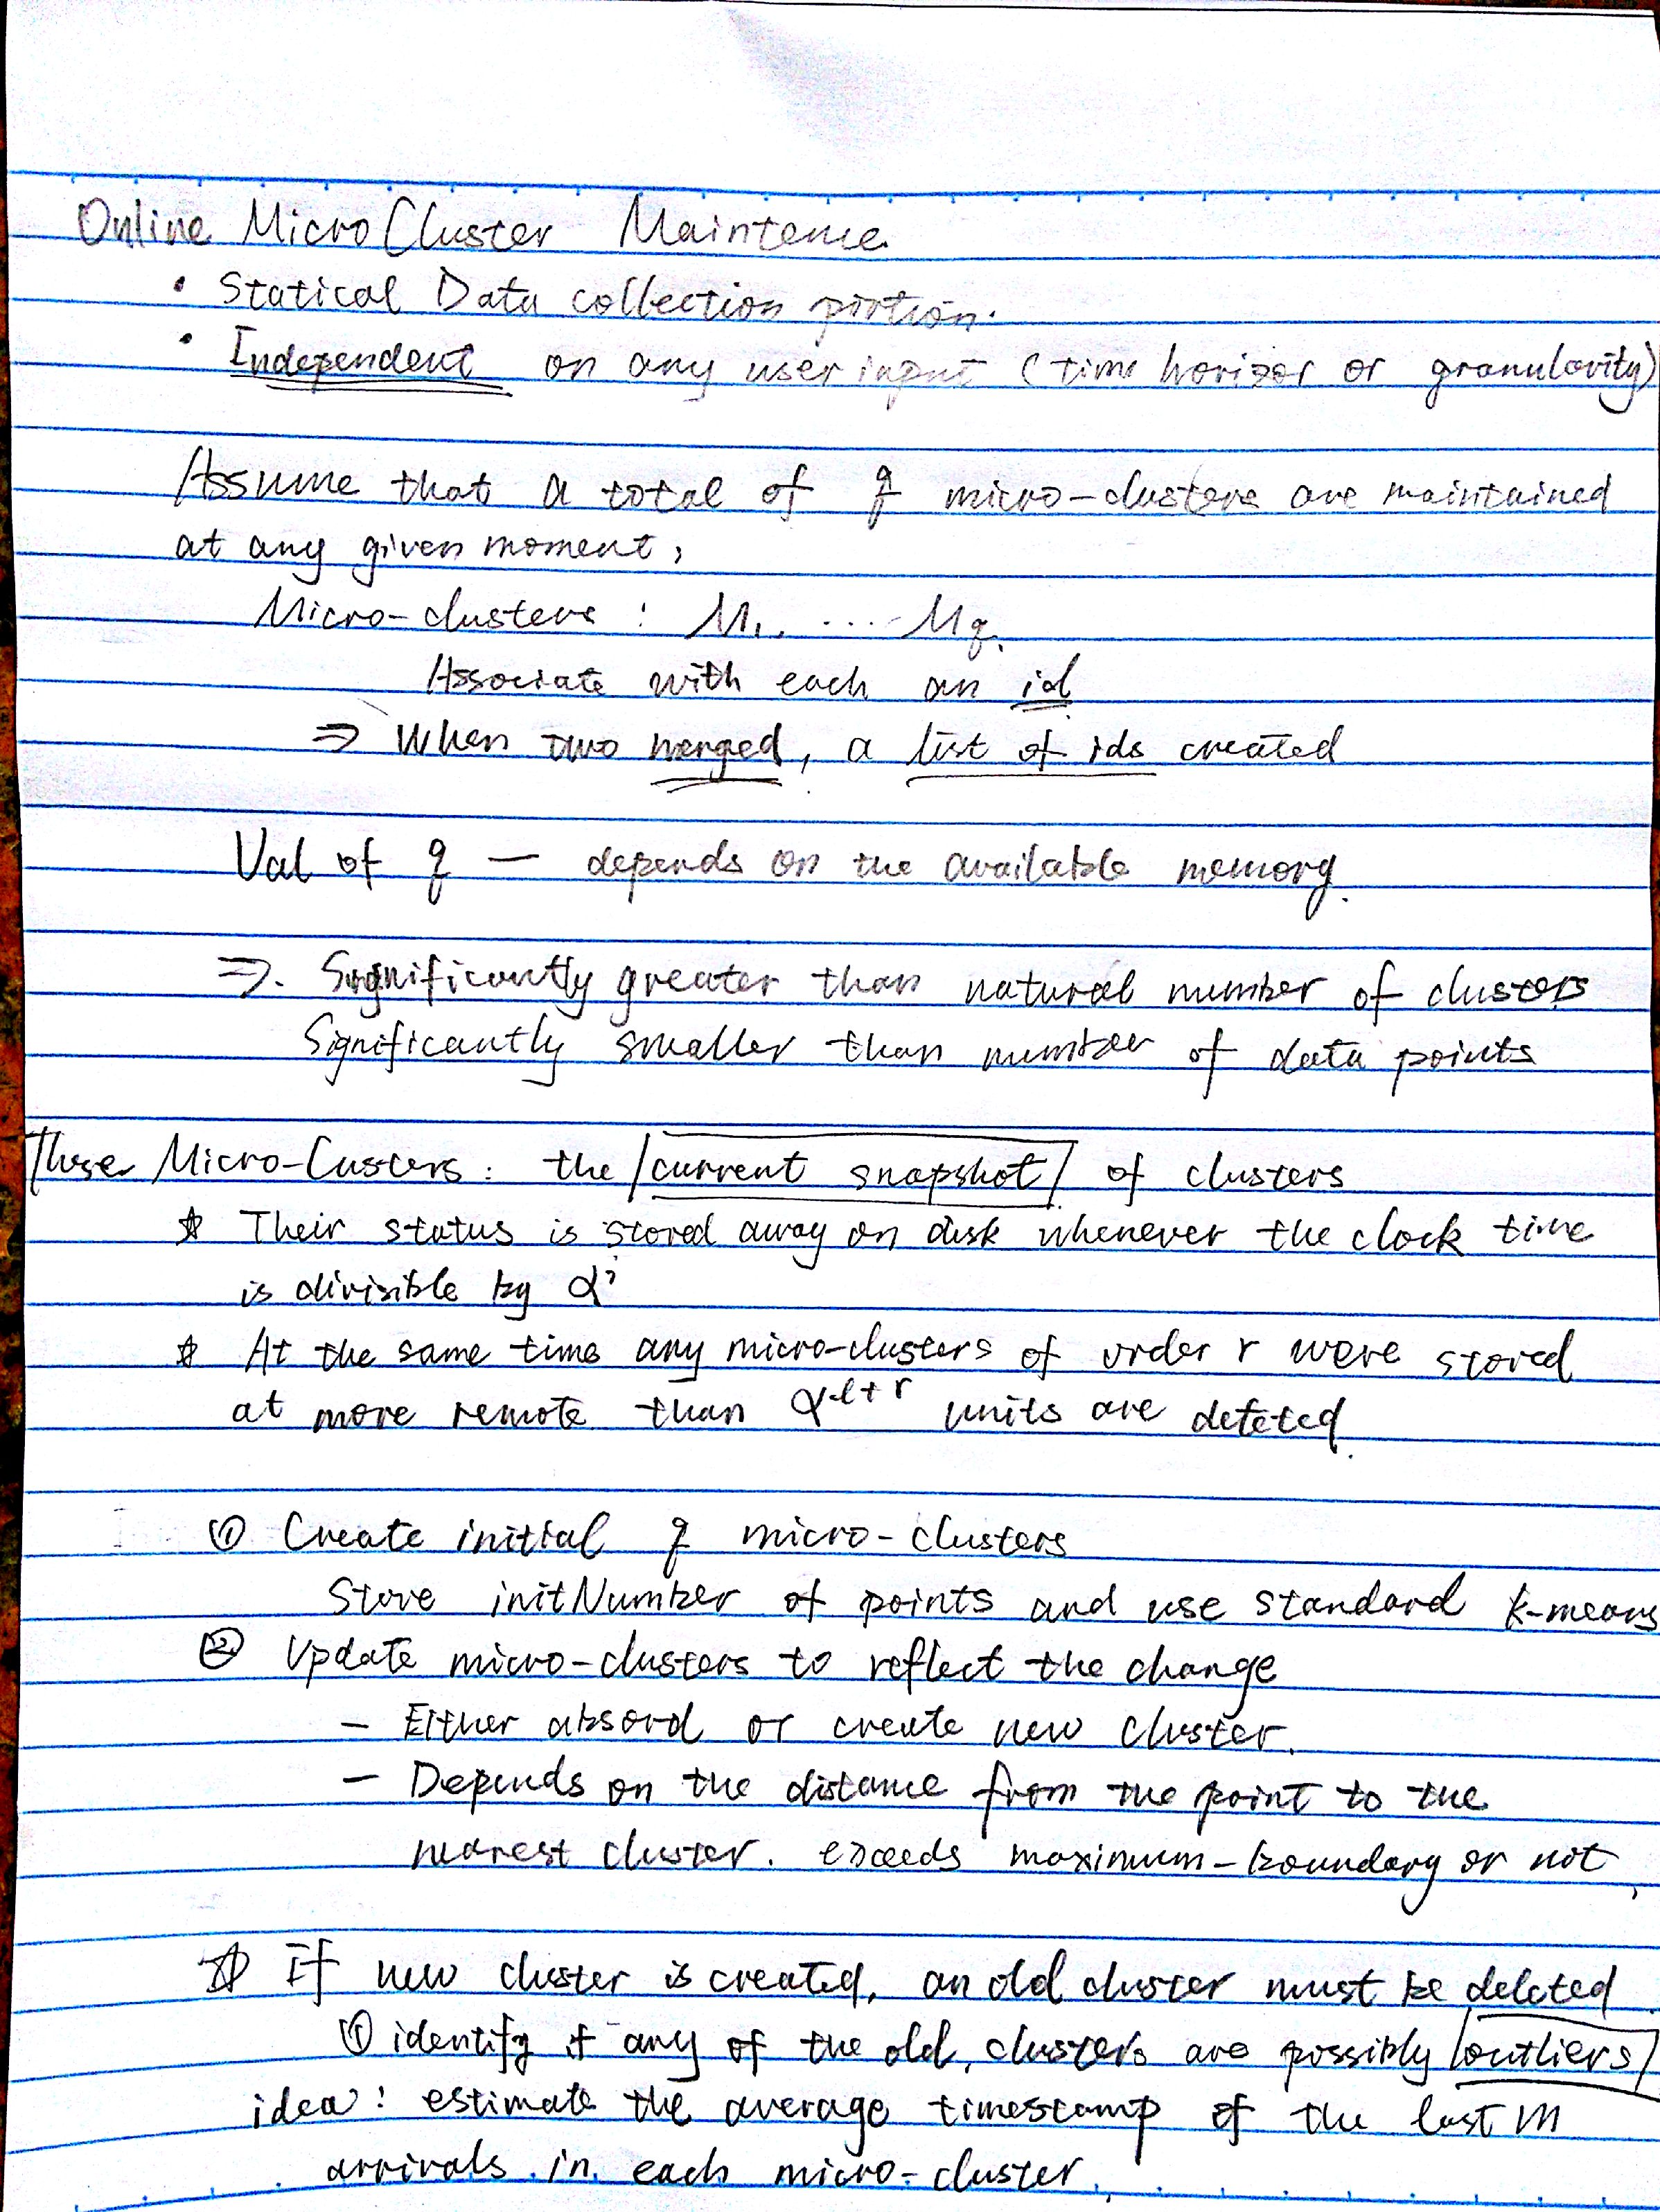 Online MicroCluster Maintence
• Statical Data collection portion.
• Independent on any user input (time horizor or granularity)
Assume that a total of q micro-clusters are maintained
at any given moment,
Micro-clusters : M1, .... Mq.
Associate with each an id
⇒ When two merged, a list of ids created
Val of q — depends on the available memory.
⇒. Significantly greater than natural number of clusters
Significantly smaller than number of data points
These Micro-Custers : the /current snapshot/ of clusters
☆ Their status is stored away on disk whenever the clock time
is divisible by αⁱ
☆ At the same time any micro-clusters of order r were stored
at more remote than α^l+r units are deteted.
① Create initial q micro-clusters
Store initNumber of points and use standard k-means
② Update micro-clusters to reflect the change
– Either absord or create new cluster.
– Depends on the distance from the point to the
nearest cluster. exceeds maximum-boundary or not,
☆ If new cluster is created, an old cluster must be deleted.
① identify if any of the old, clusters are possibly /outliers/
idea: estimate the average timestamp of the last m
arrivals in each micro-cluster,